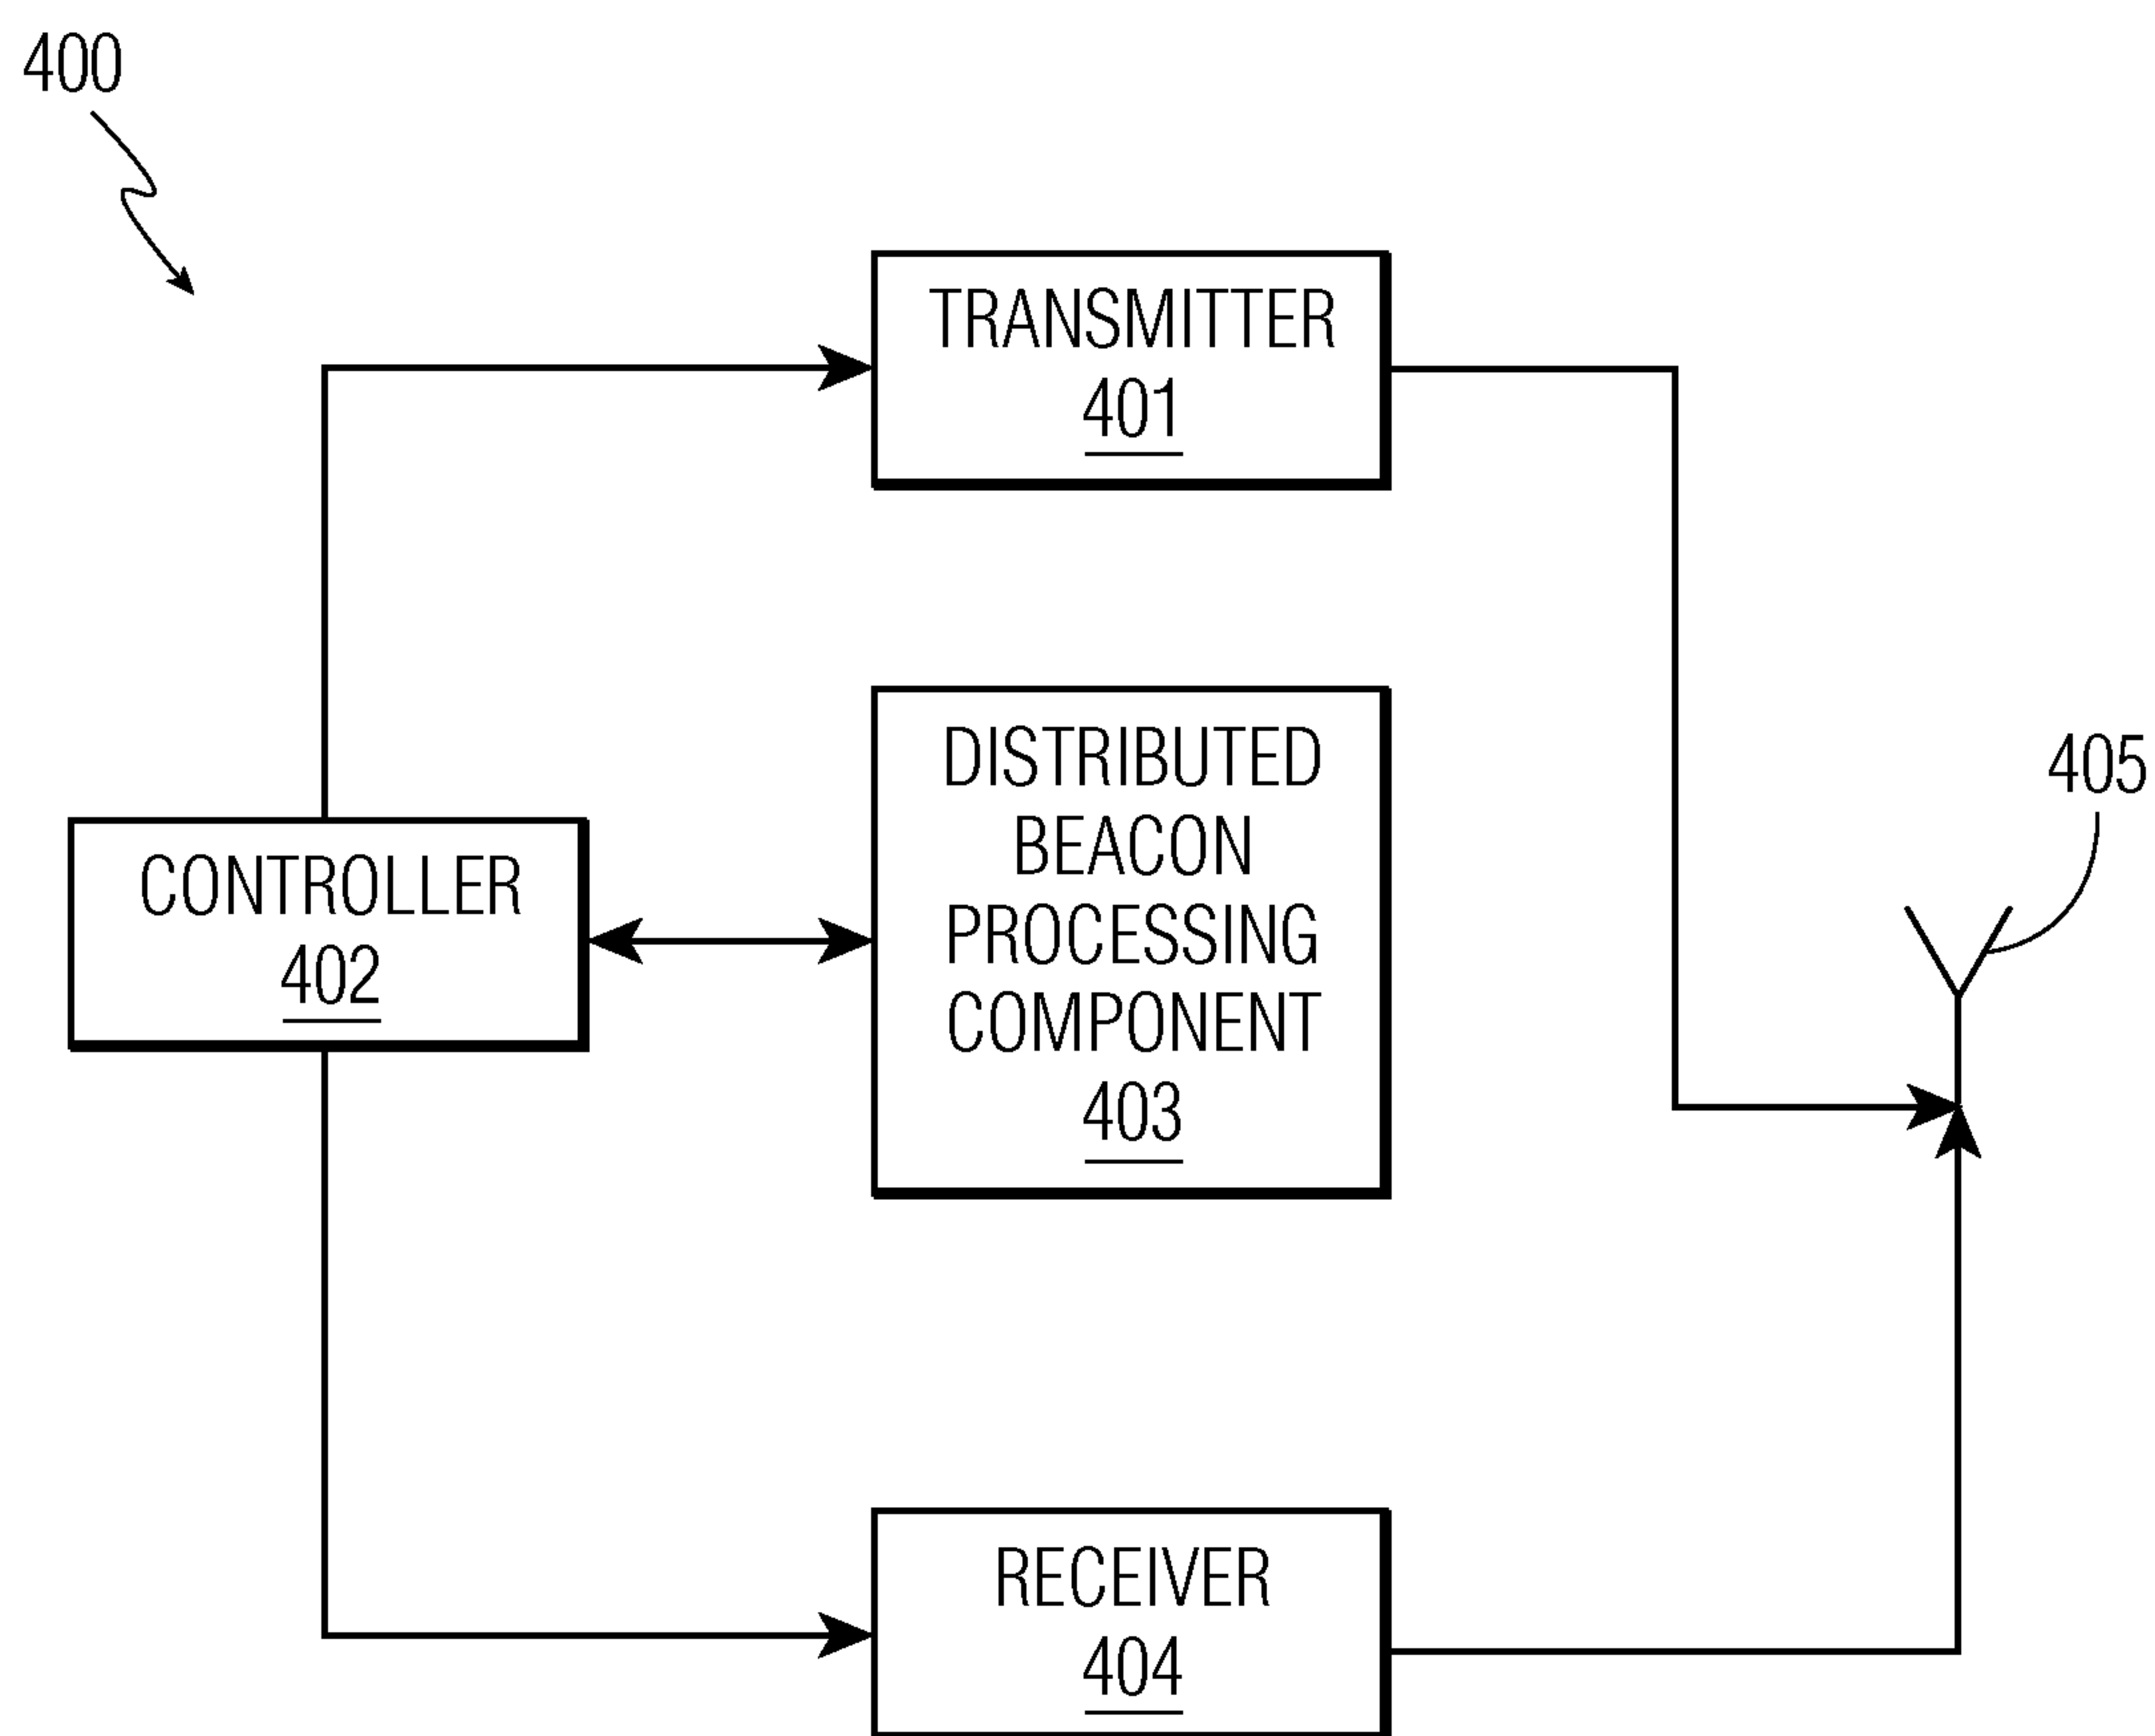 400
TRANSMITTER
401
DISTRIBUTED
BEACON
PROCESSING
COMPONENT
403
CONTROLLER
402
405
RECEIVER
404